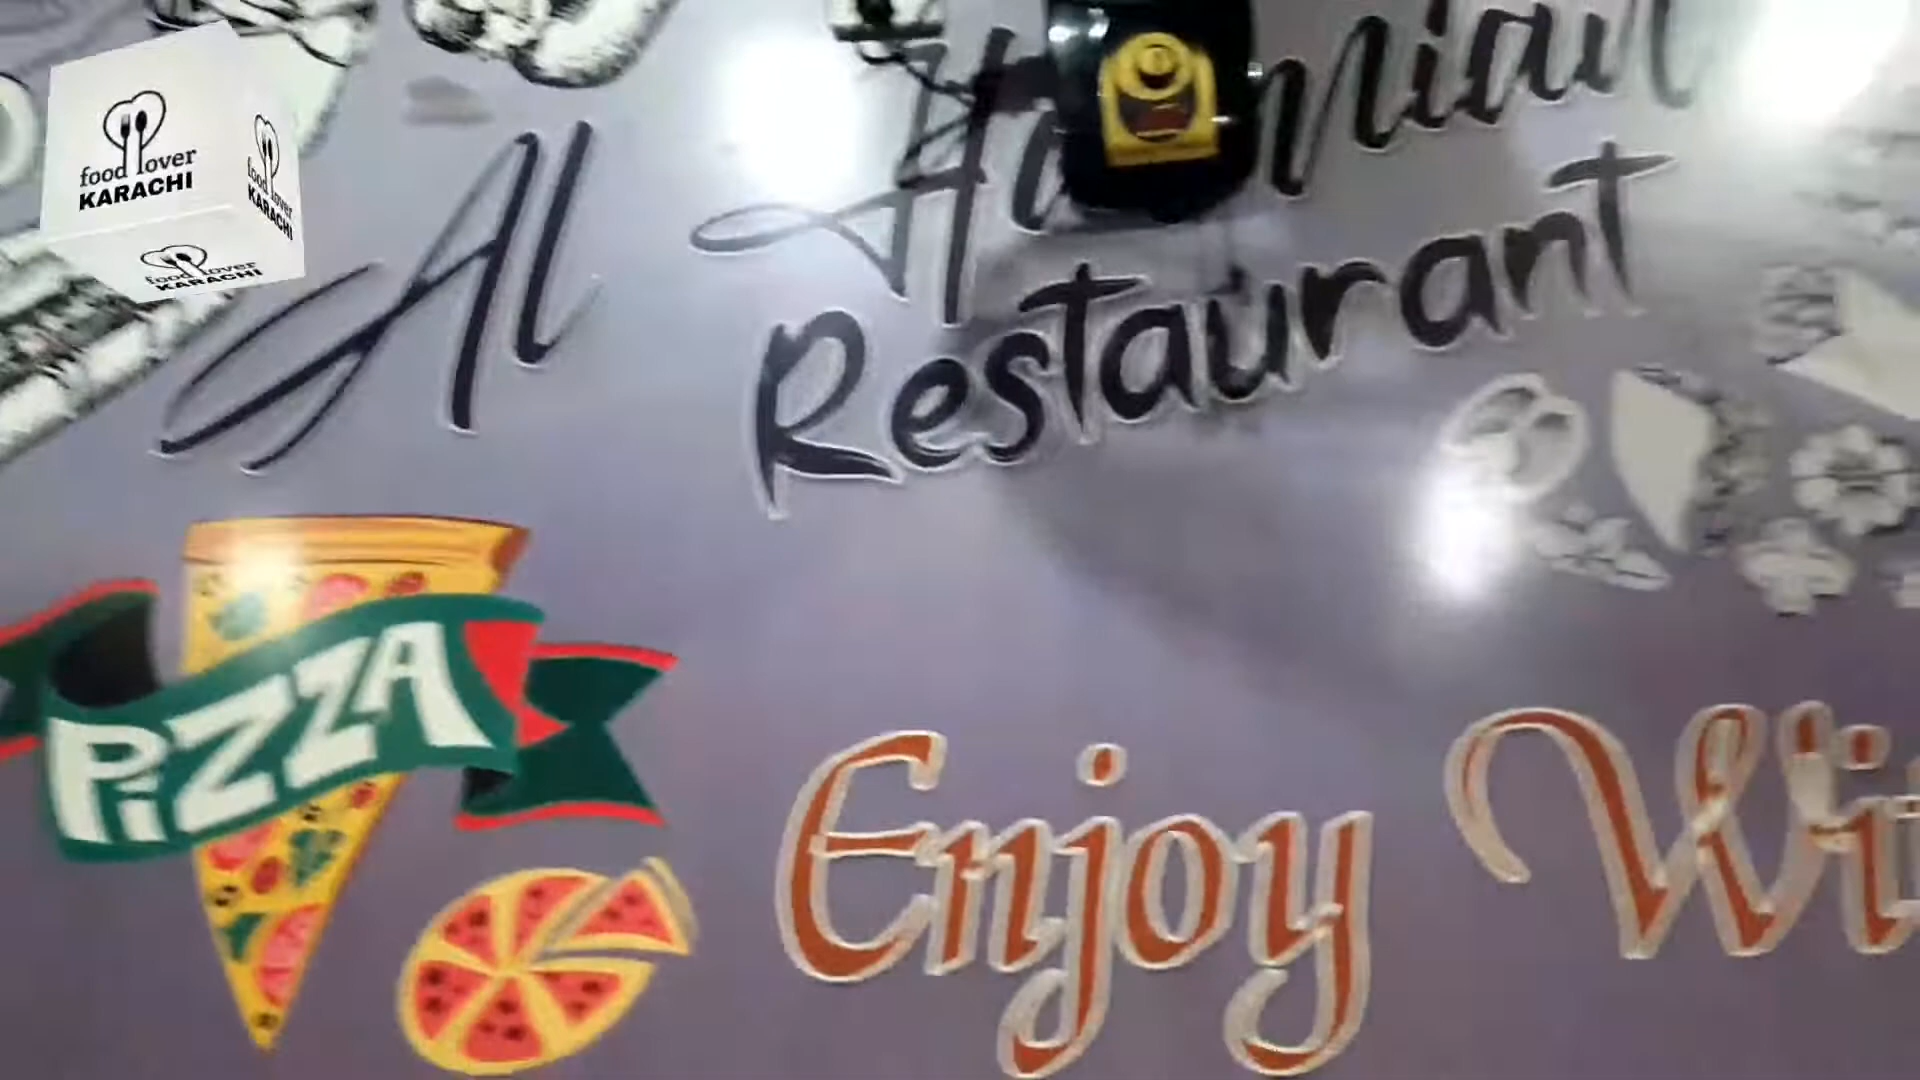 food lover
KARACHI
food lover
KARACHI
food lover
KARACHI
Al
Restaurant
PiZZA
Enjoy